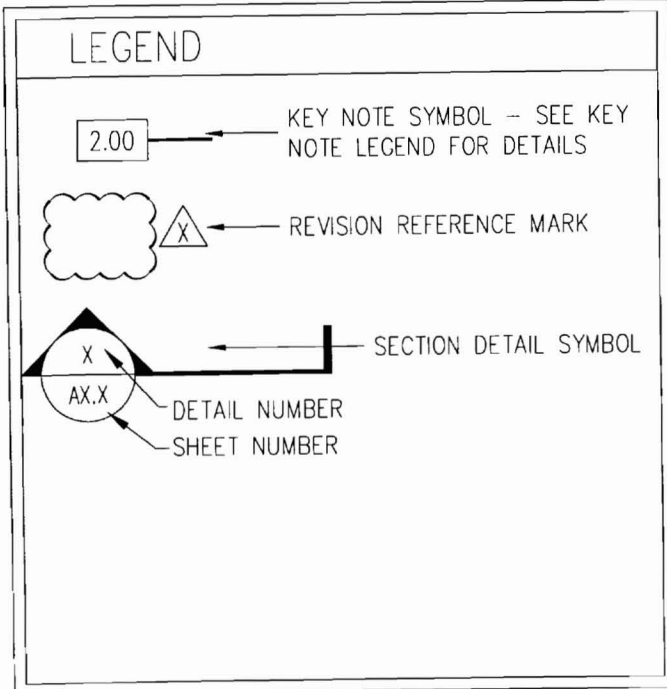 LEGEND
2.00
KEY NOTE SYMBOL - SEE KEY
NOTE LEGEND FOR DETAILS
X
REVISION REFERENCE MARK
X
SECTION DETAIL SYMBOL
AX.X
DETAIL NUMBER
SHEET NUMBER